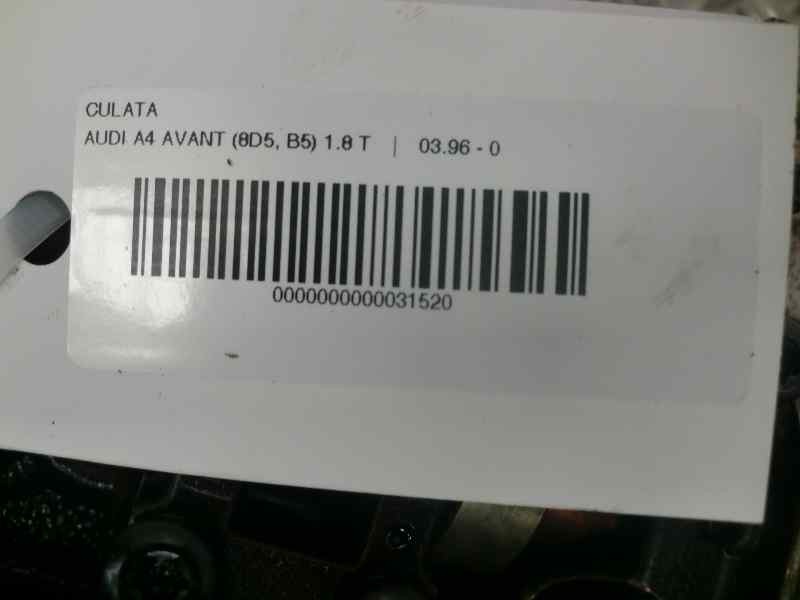 CULATA
AUDI A4 AVANT (8D5, B5) 1.8 T | 03.96 - 0
0000000000031520